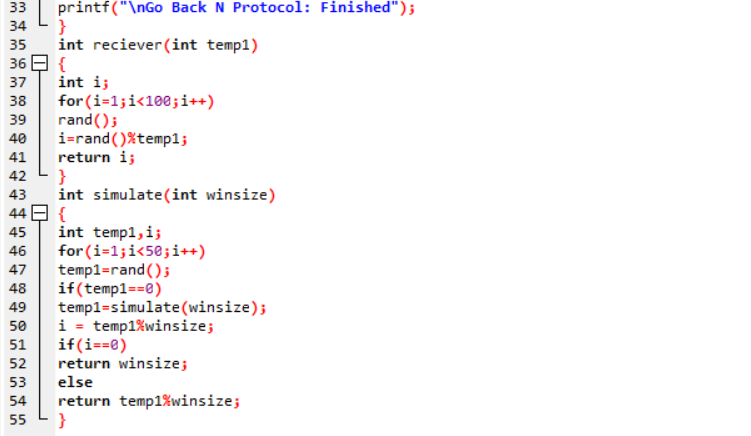 33 printf("\nGo Back N Protocol: Finished");
34 }
35 int reciever(int temp1)
36 {
37 int i;
38 for(i=1;i<100;i++)
39 rand();
40 i=rand()%temp1;
41 return i;
42 }
43 int simulate(int winsize)
44 {
45 int temp1,i;
46 for(i=1;i<50;i++)
47 temp1=rand();
48 if(temp1==0)
49 temp1=simulate(winsize);
50 i = temp1%winsize;
51 if(i==0)
52 return winsize;
53 else
54 return temp1%winsize;
55 }